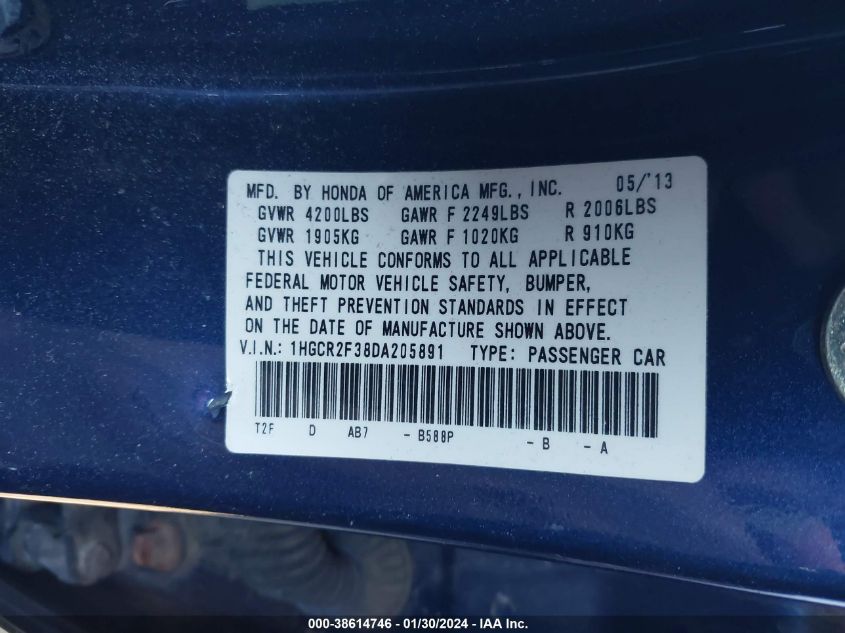 MFD. BY HONDA OF AMERICA MFG., INC. 05/'13
GVWR 4200LBS GAWR F 2249LBS R 2006LBS
GVWR 1905KG GAWR F 1020KG R 910KG
THIS VEHICLE CONFORMS TO ALL APPLICABLE
FEDERAL MOTOR VEHICLE SAFETY, BUMPER,
AND THEFT PREVENTION STANDARDS IN EFFECT
ON THE DATE OF MANUFACTURE SHOWN ABOVE.
V.I.N.: 1HGCR2F38DA205891 TYPE: PASSENGER CAR
T2F D AB7 - B588P - B - A
000-38614746 - 01/30/2024 - IAA Inc.